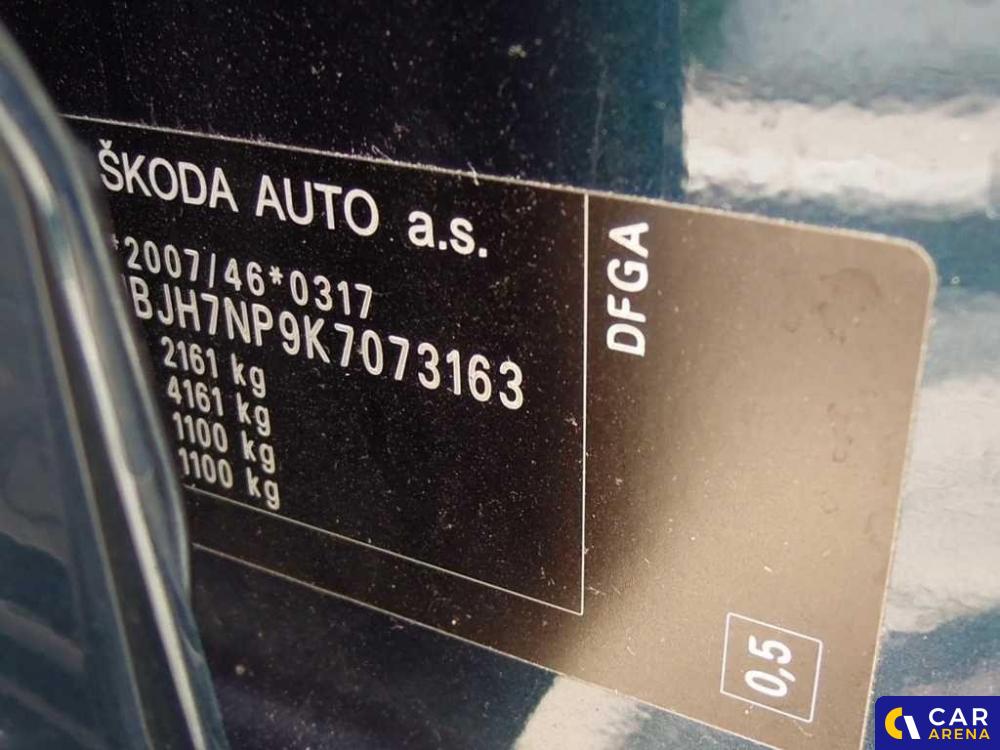 ŠKODA AUTO a.s.
*2007/46*0317
BJH7NP9K7073163
2161 kg
4161 kg
1100 kg
1100 kg
DFGA
0,5
CAR
ARENA